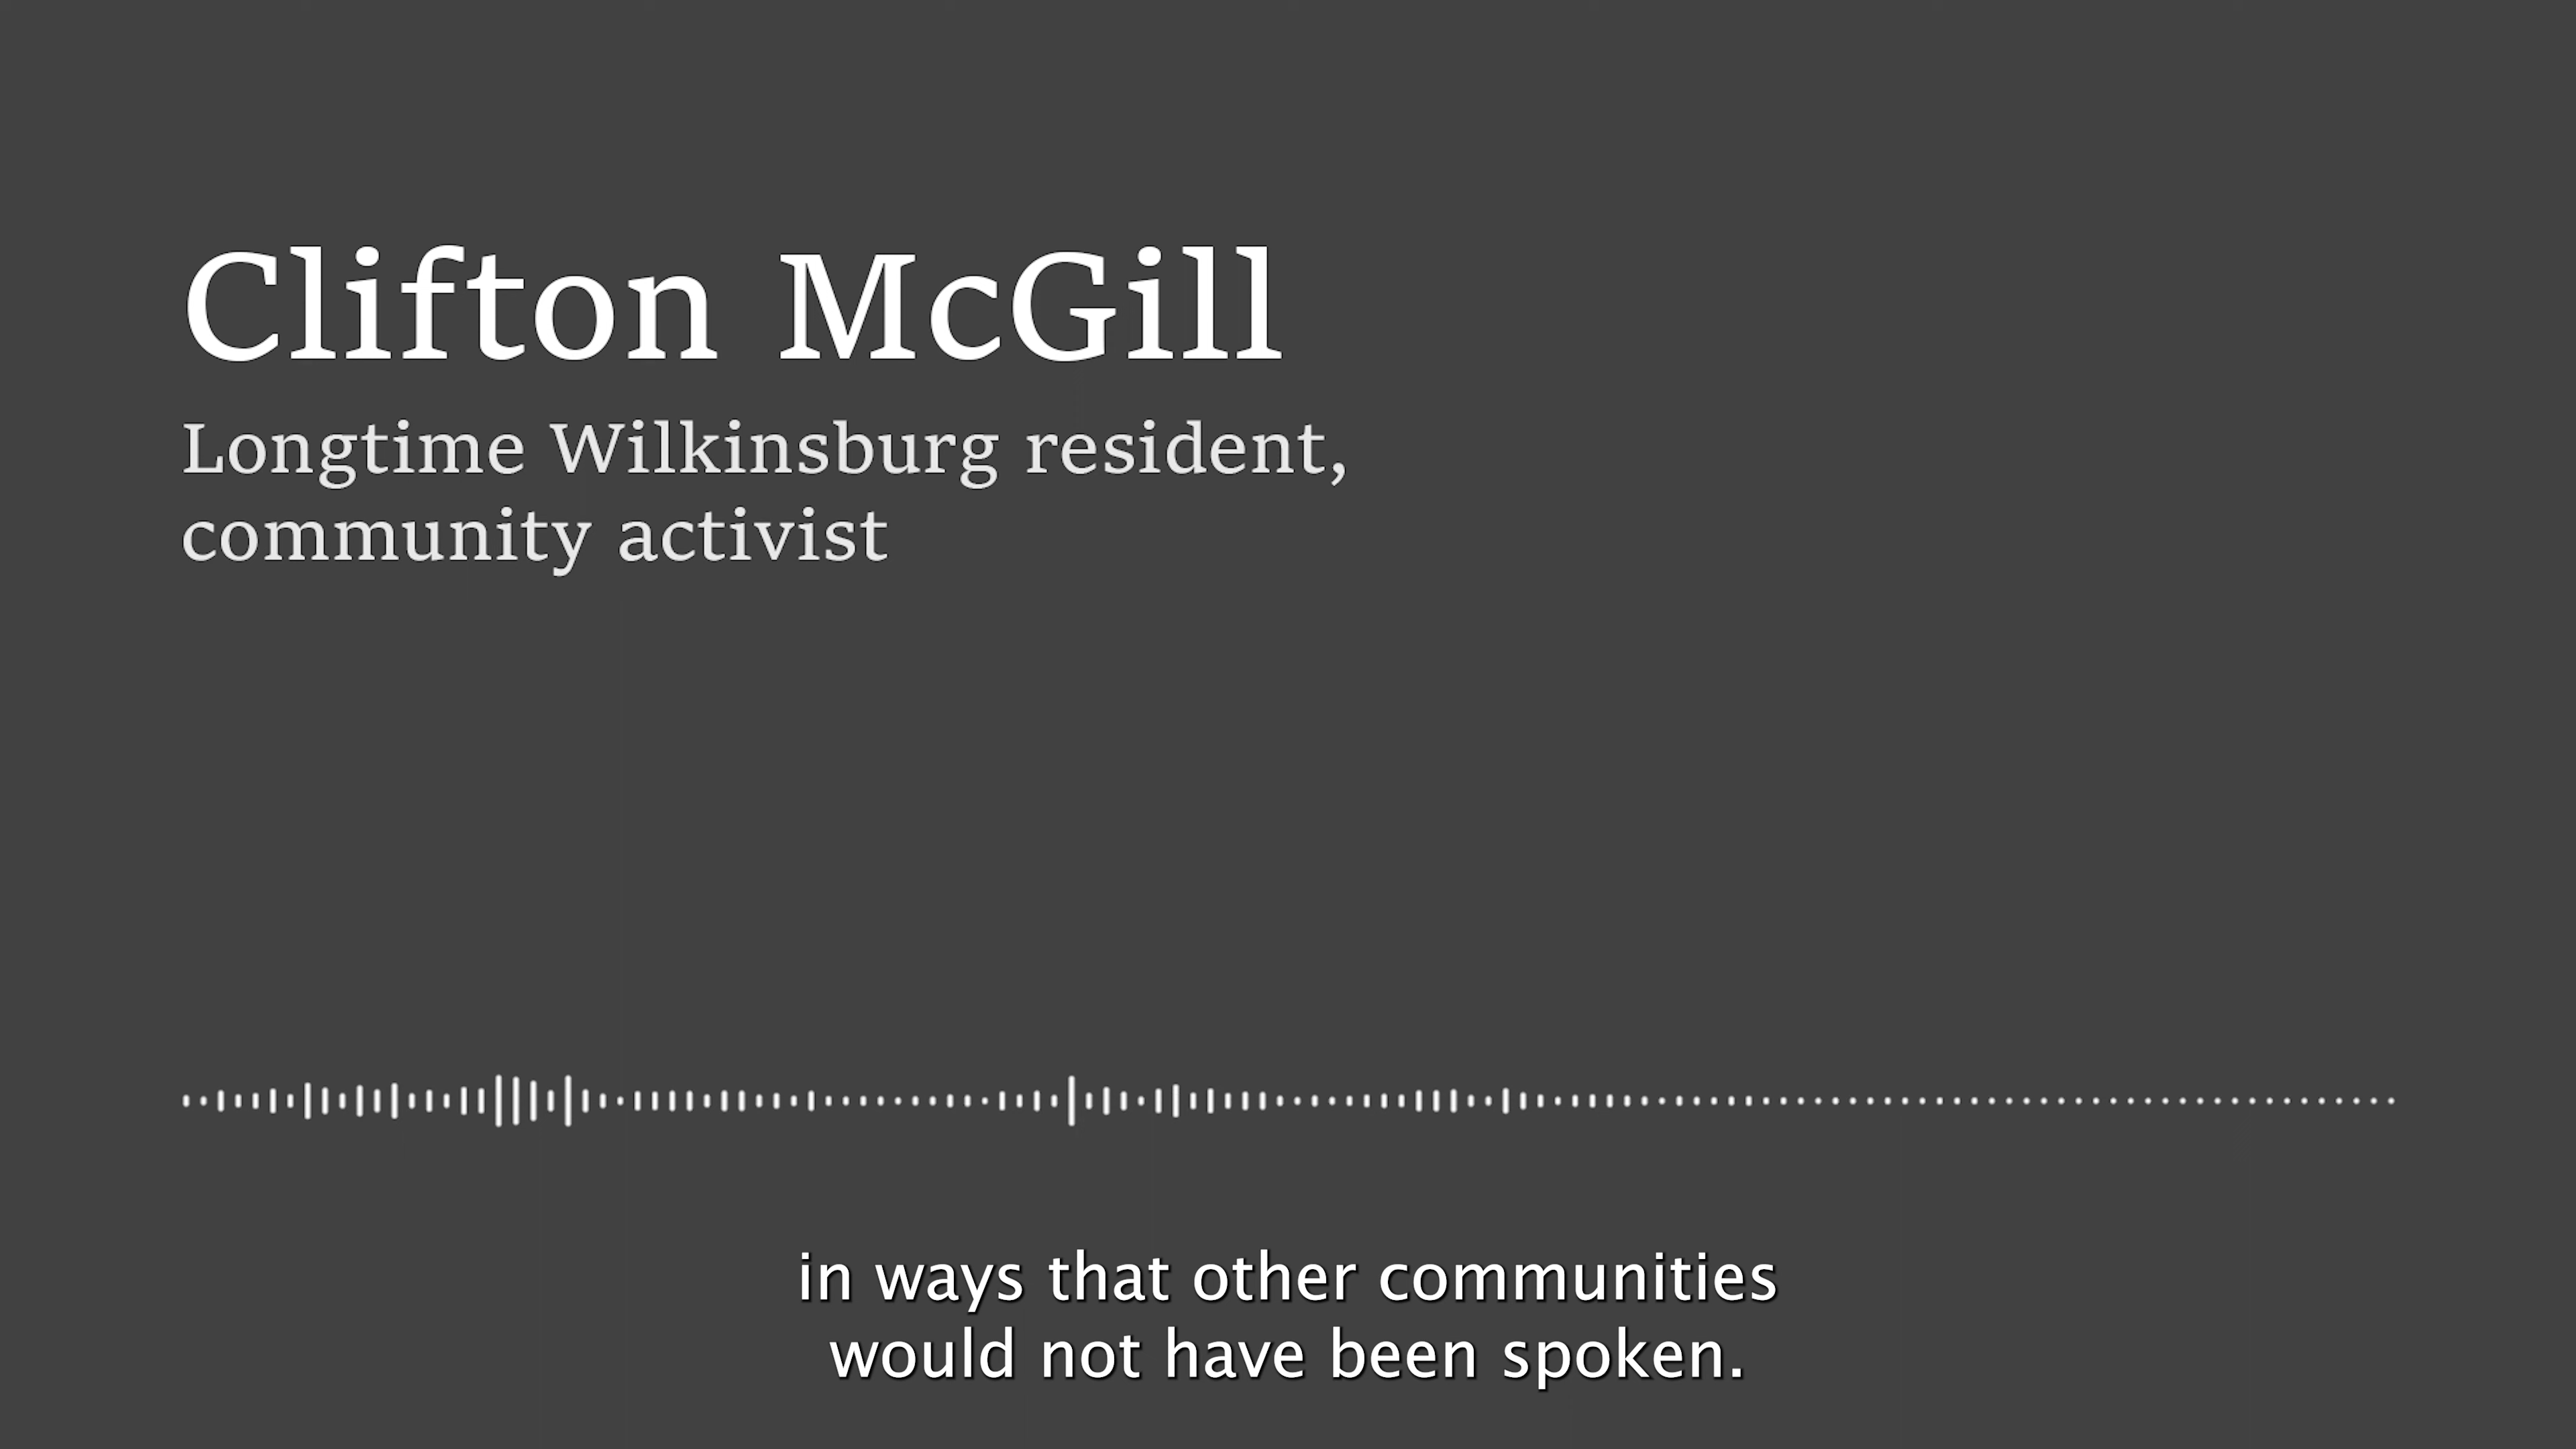 Clifton McGill
Longtime Wilkinsburg resident,
community activist
in ways that other communities
would not have been spoken.